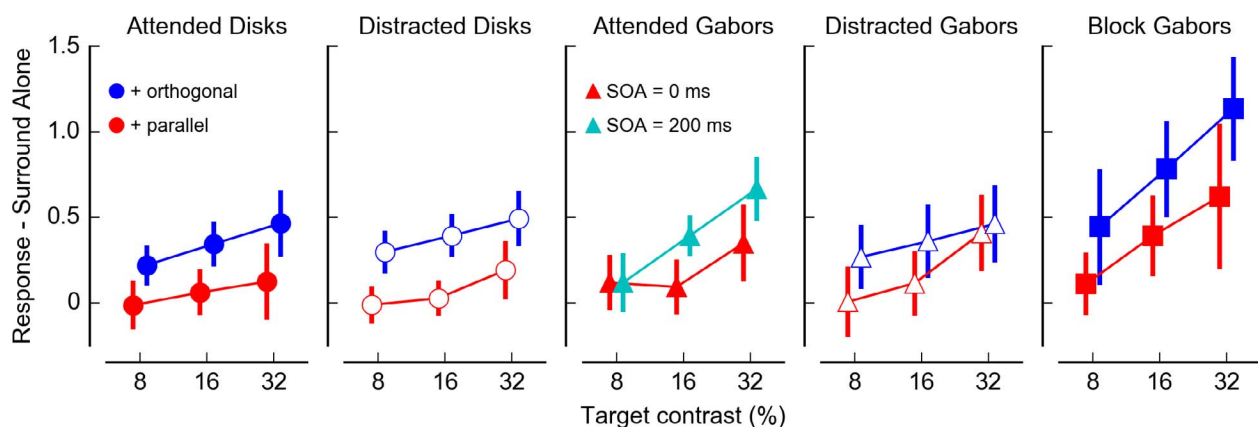 Attended Disks
Distracted Disks
Attended Gabors
Distracted Gabors
Block Gabors
Response - Surround Alone
1.5
1.0
0.5
0
+ orthogonal
+ parallel
SOA = 0 ms
SOA = 200 ms
8 16 32
8 16 32
8 16 32
8 16 32
8 16 32
Target contrast (%)